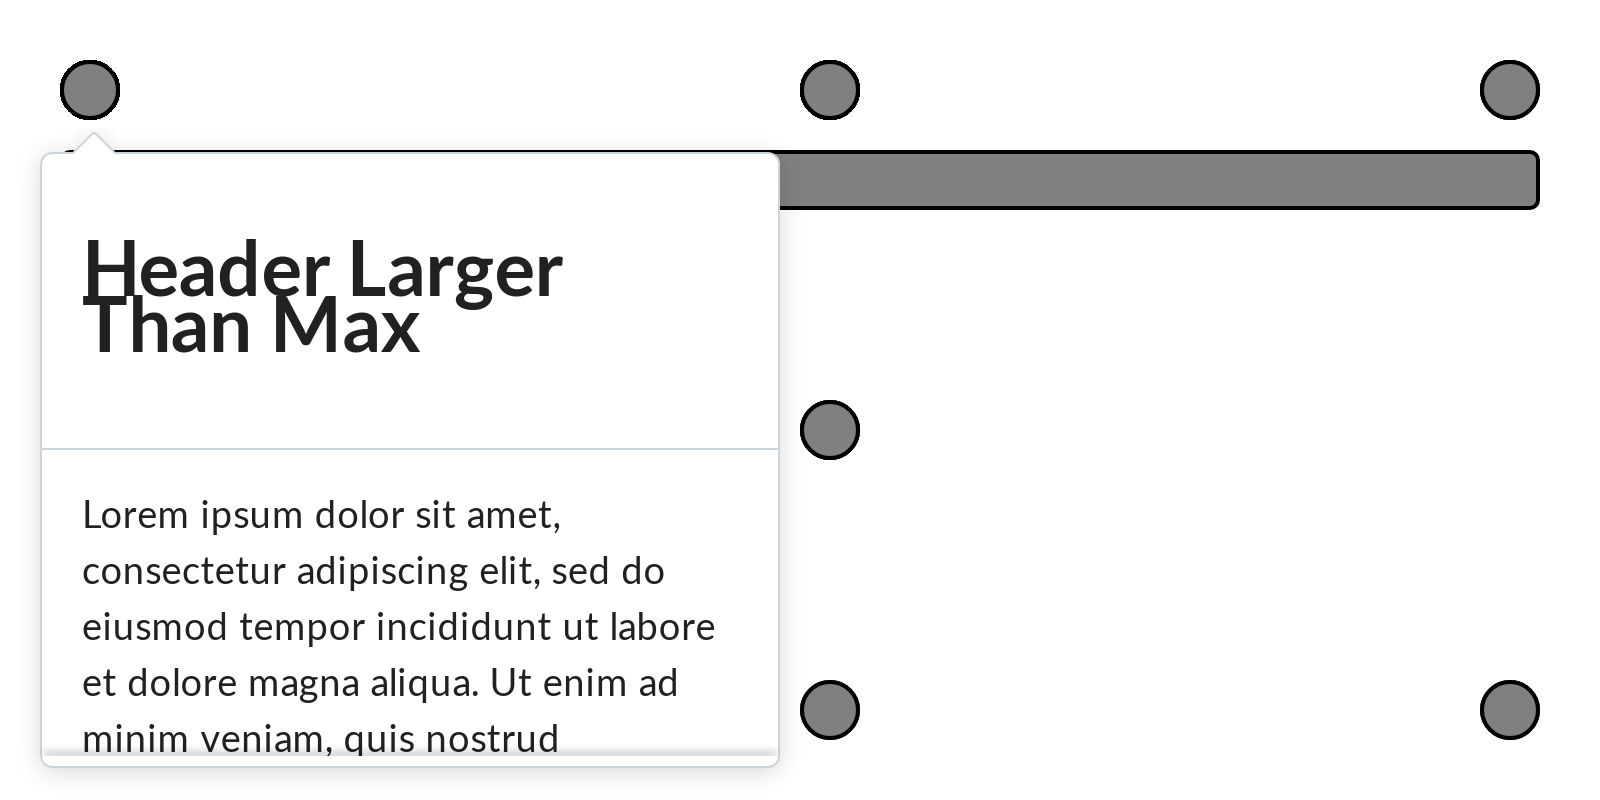 Header Larger
Than Max
Lorem ipsum dolor sit amet,
consectetur adipiscing elit, sed do
eiusmod tempor incididunt ut labore
et dolore magna aliqua. Ut enim ad
minim veniam, quis nostrud